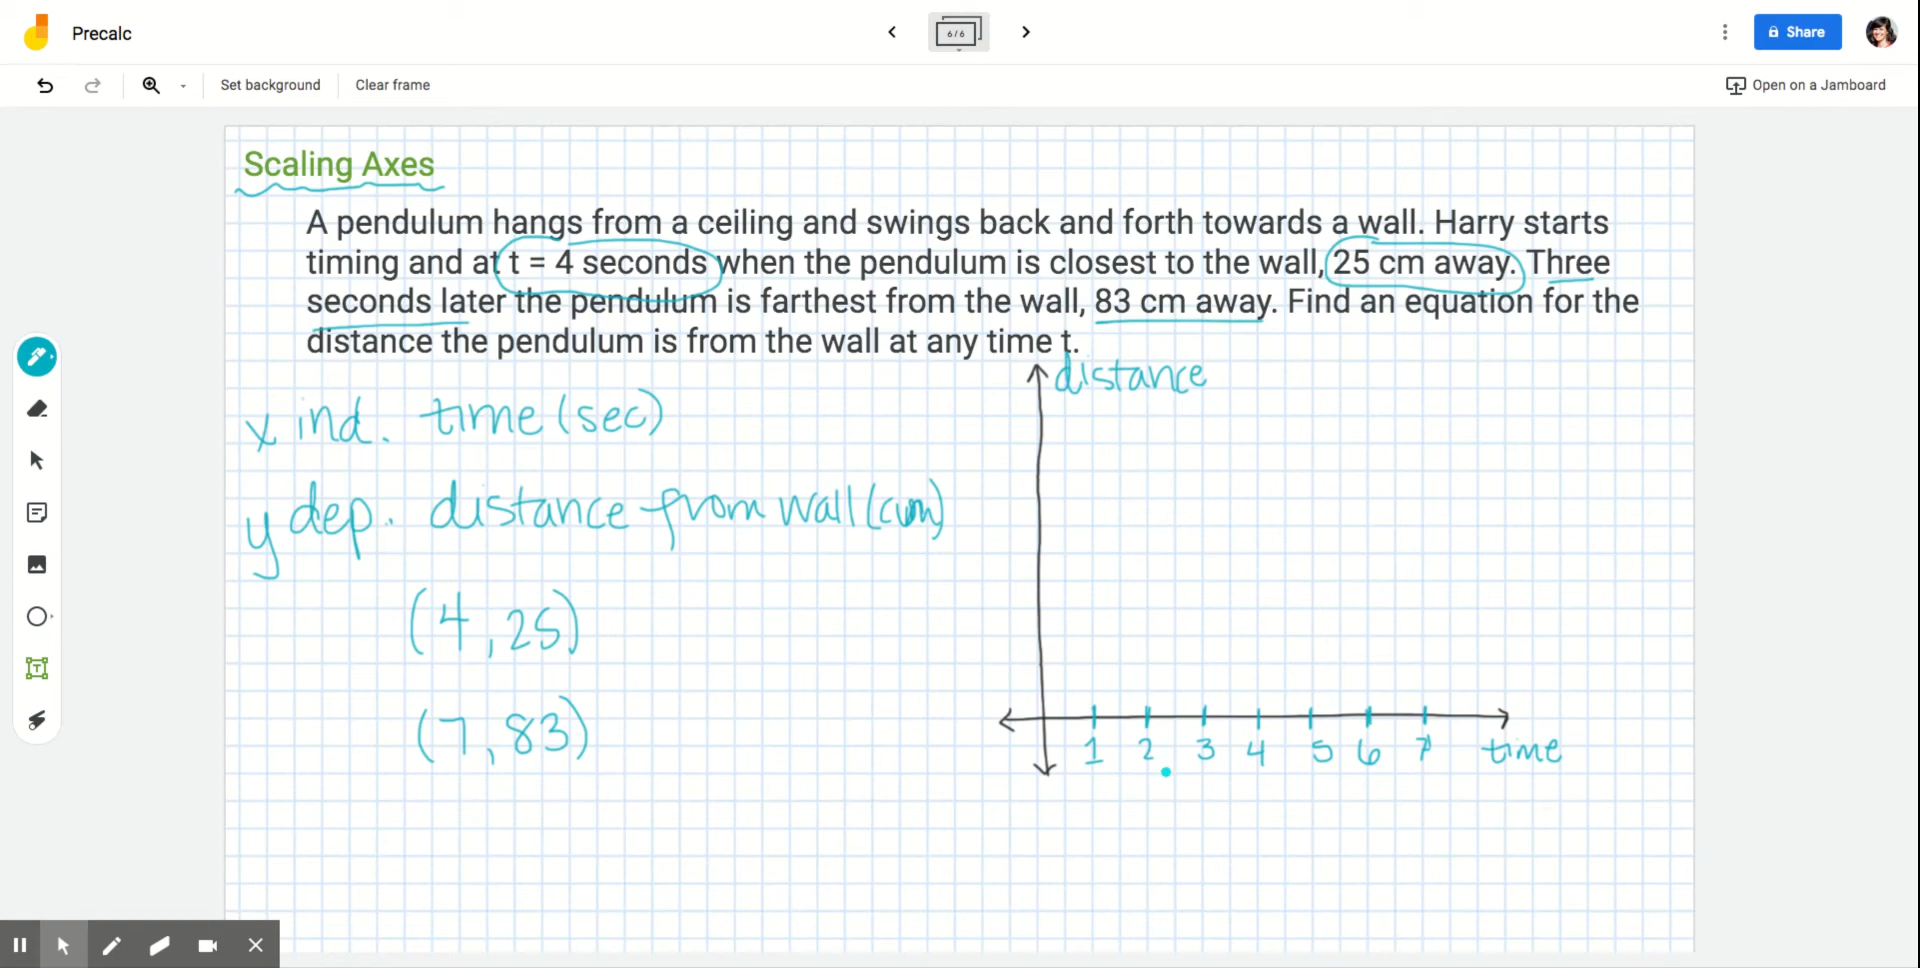 Precalc
6/6
Share
Set background
Clear frame
Open on a Jamboard
Scaling Axes
A pendulum hangs from a ceiling and swings back and forth towards a wall. Harry starts
timing and at t = 4 seconds when the pendulum is closest to the wall, 25 cm away. Three
seconds later the pendulum is farthest from the wall, 83 cm away. Find an equation for the
distance the pendulum is from the wall at any time t.
distance
x ind. time (sec)
y dep. distance from wall (cm)
(4, 25)
(7, 83)
1 2 3 4 5 6 7 time